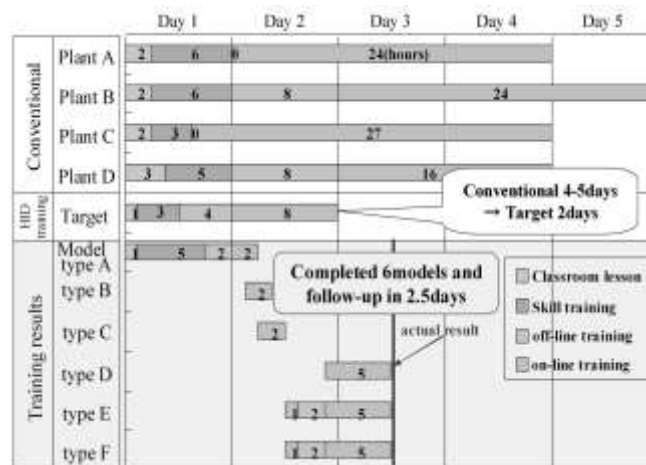 Day 1 Day 2 Day 3 Day 4 Day 5
Conventional
Plant A 2 6 0 24(hours)
Plant B 2 6 8 24
Plant C 2 3 0 27
Plant D 3 5 8 16
HID training
Target 1 3 4 8
Conventional 4-5days
→ Target 2days
Training results
Model
type A 1 5 2 2
type B 2
Completed 6models and
follow-up in 2.5days
type C 2
actual result
type D 5
type E 1 2 5
type F 1 2 5
Classroom lesson
Skill training
off-line training
on-line training